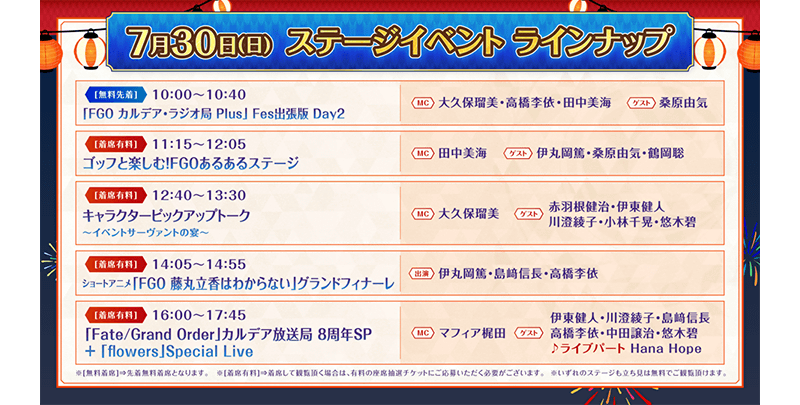 7月30日(日) ステージイベント ラインナップ
[無料先着] 10:00〜10:40
「FGO カルデア・ラジオ局 Plus」 Fes出張版 Day2
MC 大久保瑠美・高橋李依・田中美海 ゲスト 桑原由気
[着席有料] 11:15〜12:05
ゴッフと楽しむ!FGOあるあるステージ
MC 田中美海 ゲスト 伊丸岡篤・桑原由気・鶴岡聡
[着席有料] 12:40〜13:30
キャラクターピックアップトーク
〜イベントサーヴァントの宴〜
MC 大久保瑠美 ゲスト 赤羽根健治・伊東健人
川澄綾子・小林千晃・悠木碧
[着席有料] 14:05〜14:55
ショートアニメ「FGO 藤丸立香はわからない」グランドフィナーレ
出演 伊丸岡篤・島﨑信長・高橋李依
[着席有料] 16:00〜17:45
「Fate/Grand Order」カルデア放送局 8周年SP
+「flowers」Special Live
MC マフィア梶田 ゲスト 伊東健人・川澄綾子・島﨑信長
高橋李依・中田譲治・悠木碧
♪ライブパート Hana Hope
※[無料着席]⇒先着無料着席となります。 ※[着席有料]⇒着席して観覧頂く場合は、有料の座席抽選チケットにご応募いただく必要がございます。 ※いずれのステージも立ち見は無料でご観覧頂けます。